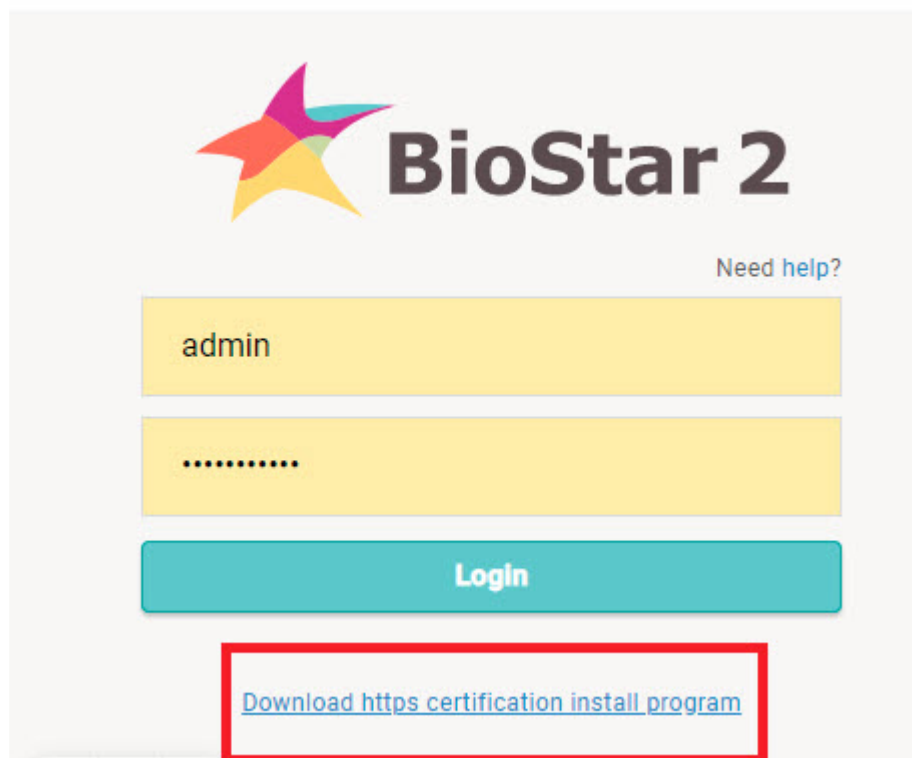 BioStar 2
Need help?
admin
•••••••••••
Login
Download https certification install program